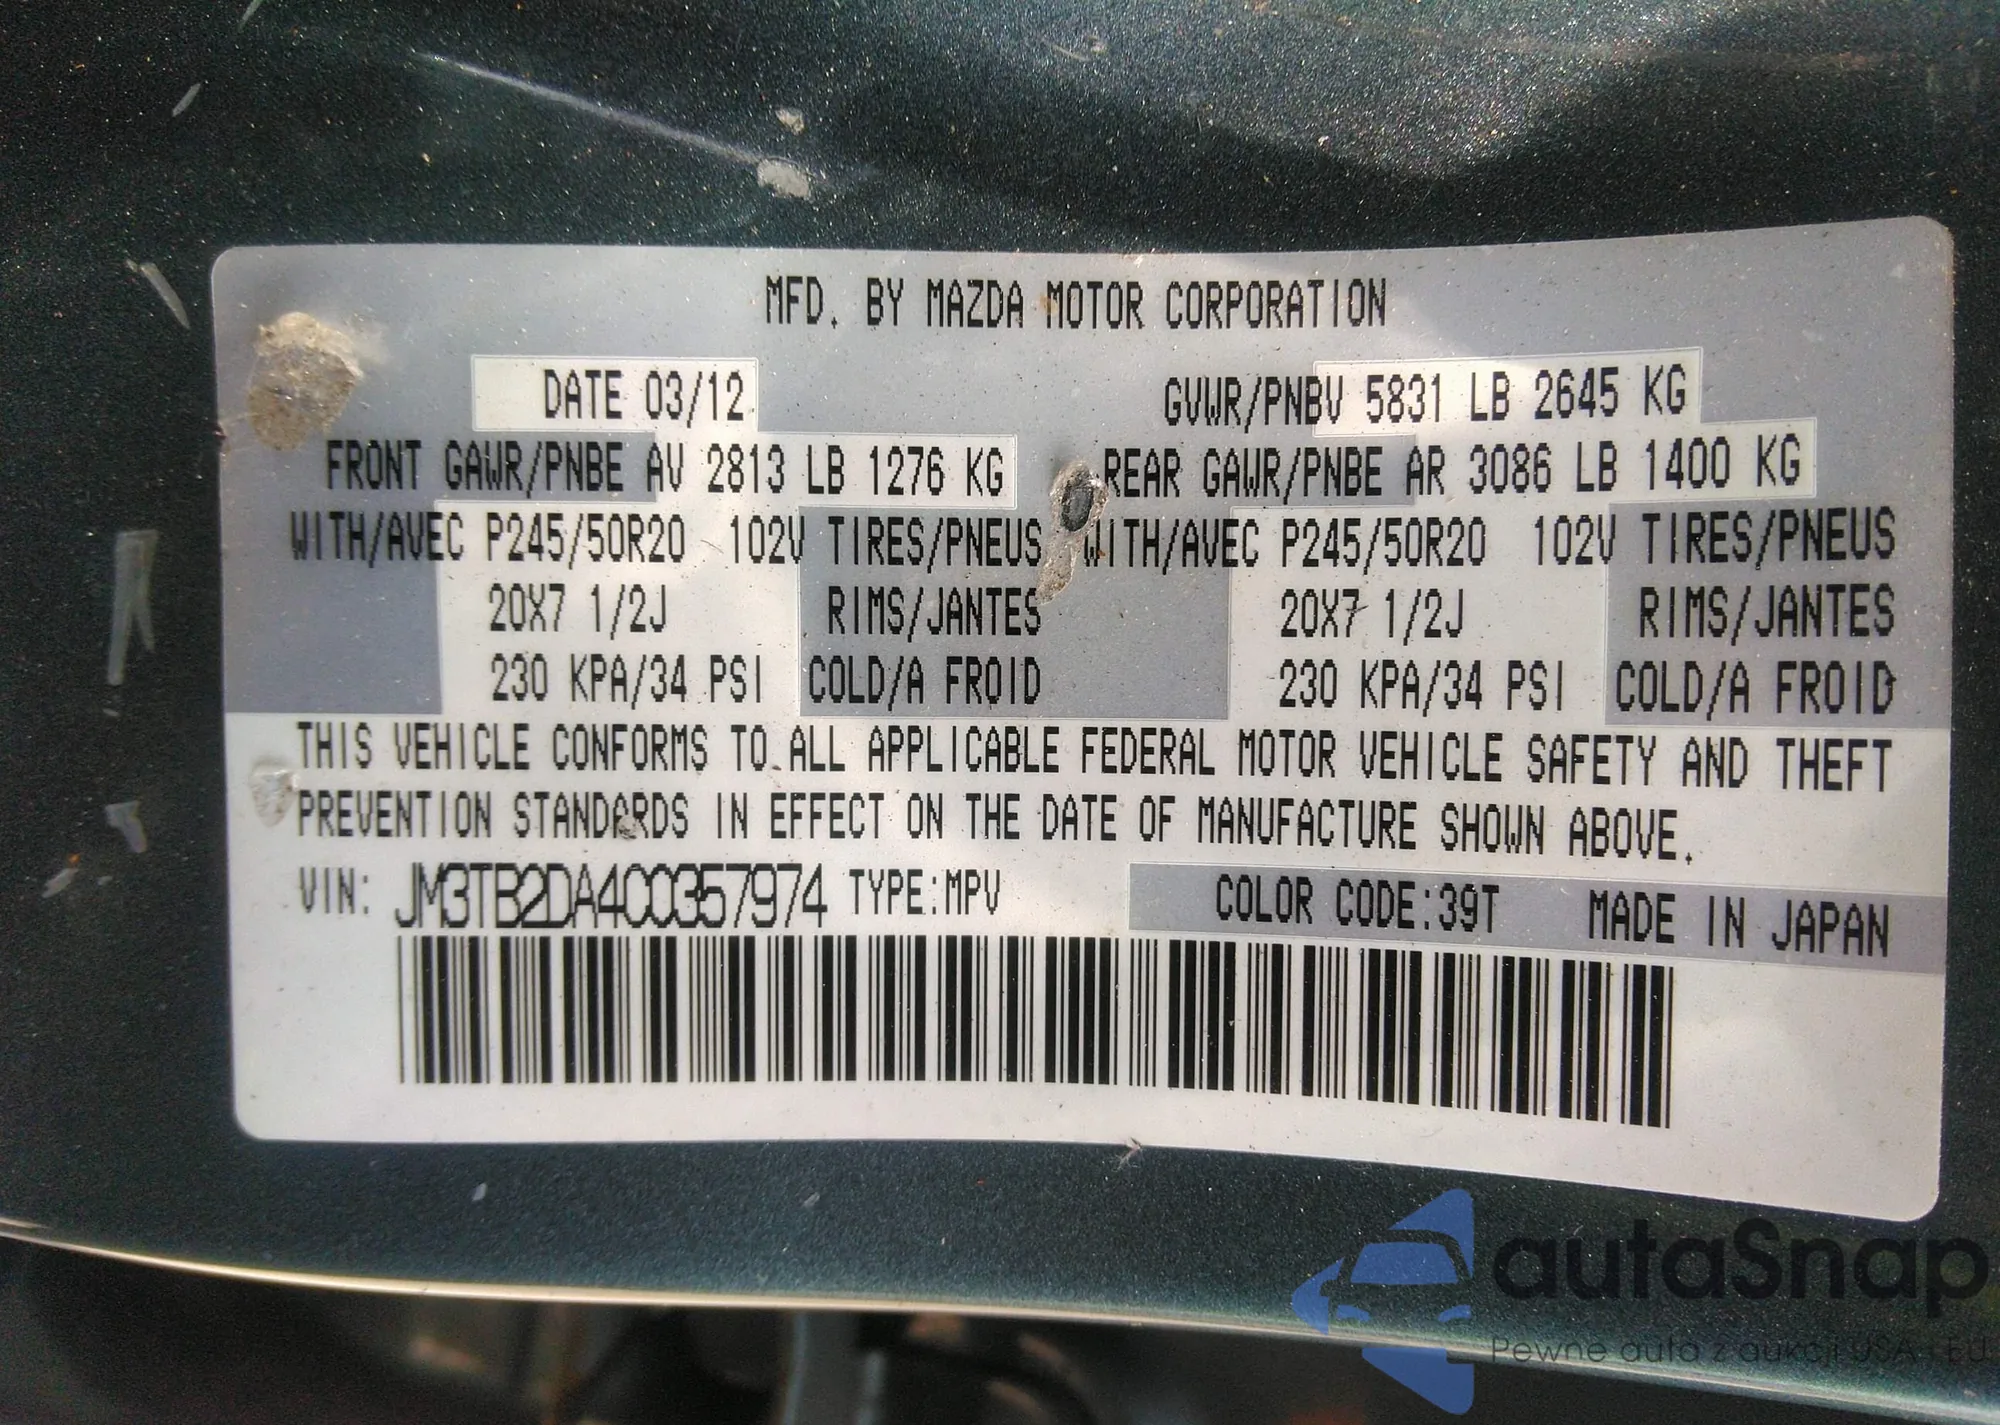 MFD. BY MAZDA MOTOR CORPORATION
DATE 03/12 GVWR/PNBV 5831 LB 2645 KG
FRONT GAWR/PNBE AV 2813 LB 1276 KG REAR GAWR/PNBE AR 3086 LB 1400 KG
WITH/AVEC P245/50R20 102V TIRES/PNEUS WITH/AVEC P245/50R20 102V TIRES/PNEUS
20X7 1/2J RIMS/JANTES 20X7 1/2J RIMS/JANTES
230 KPA/34 PSI COLD/A FROID 230 KPA/34 PSI COLD/A FROID
THIS VEHICLE CONFORMS TO ALL APPLICABLE FEDERAL MOTOR VEHICLE SAFETY AND THEFT
PREVENTION STANDARDS IN EFFECT ON THE DATE OF MANUFACTURE SHOWN ABOVE.
VIN: JM3TB2DA4C0357974 TYPE:MPV COLOR CODE:39T MADE IN JAPAN
autaSnap
Pewne auta z aukcji USA i EU